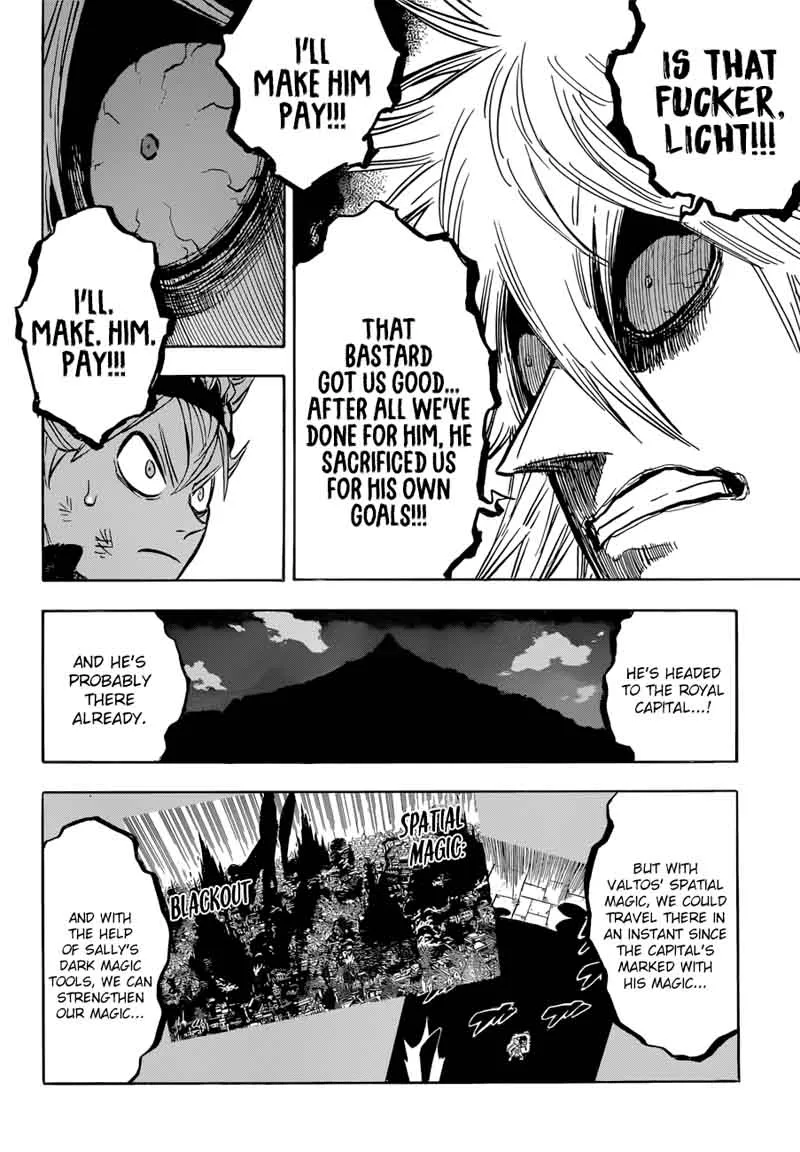 IS THAT
FUCKER,
LICHT!!!
I'LL
MAKE HIM
PAY!!!
THAT
BASTARD
GOT US
GOOD...
AFTER ALL WE'VE
DONE FOR HIM, HE
SACRIFICED US
FOR HIS OWN
GOALS!!!
I'LL.
MAKE. HIM.
PAY!!!
HE'S HEADED
TO THE ROYAL
CAPITAL...!
AND HE'S
PROBABLY
THERE
ALREADY.
BUT WITH
VALTOS' SPATIAL
MAGIC, WE COULD
TRAVEL THERE IN
AN INSTANT SINCE
THE CAPITAL'S
MARKED WITH
HIS MAGIC...
SPATIAL
MAGIC:
BLACKOUT
AND WITH
THE HELP
OF SALLY'S
DARK MAGIC
TOOLS, WE CAN
STRENGTHEN
OUR MAGIC...